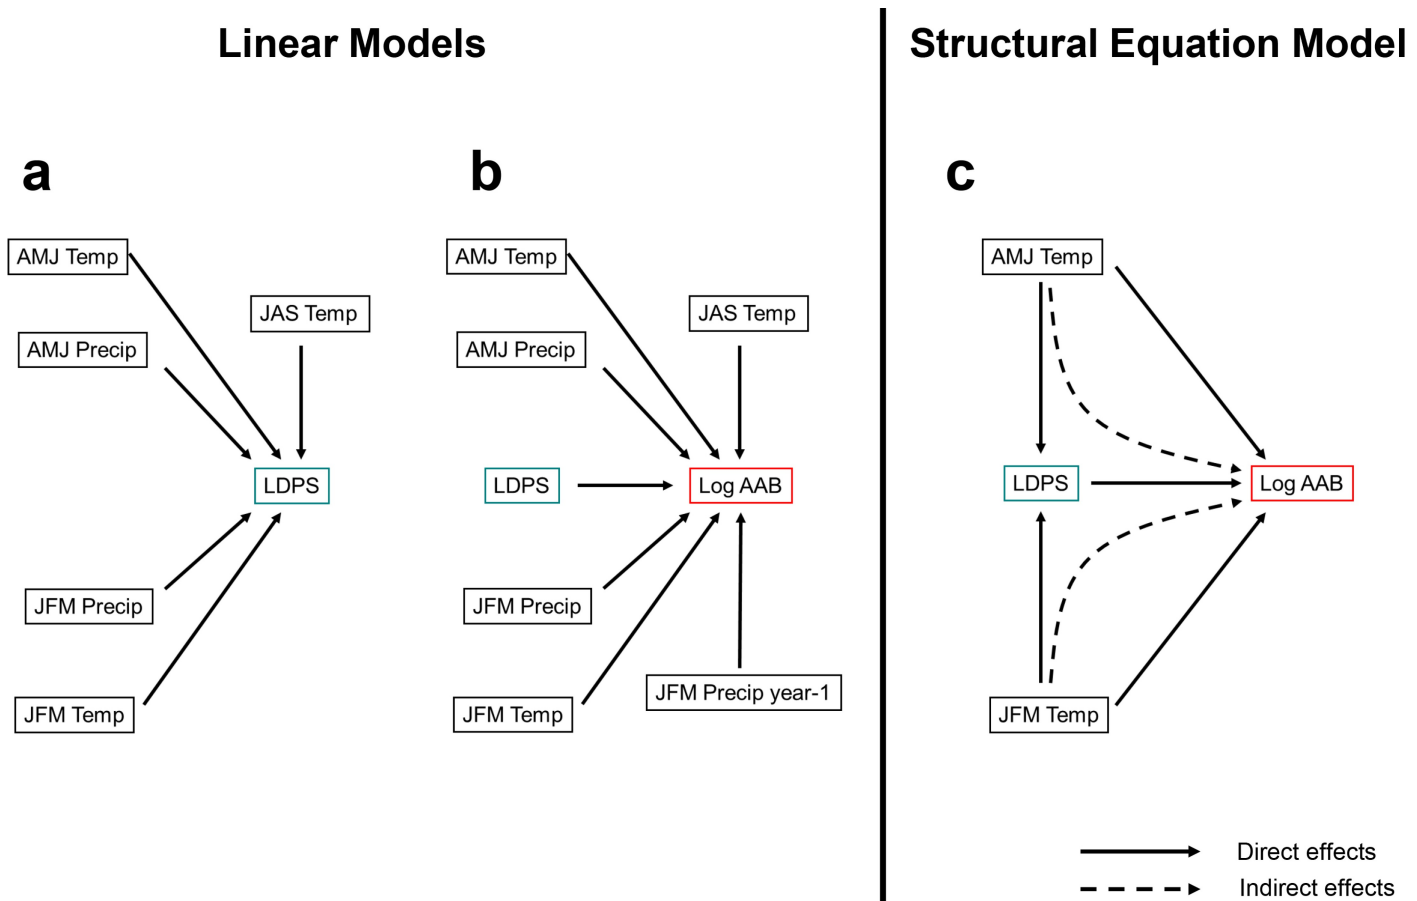 Linear Models
Structural Equation Model
a
b
c
AMJ Temp
AMJ Precip
JAS Temp
LDPS
JFM Precip
JFM Temp
AMJ Temp
AMJ Precip
JAS Temp
LDPS
Log AAB
JFM Precip
JFM Temp
JFM Precip year-1
AMJ Temp
LDPS
Log AAB
JFM Temp
Direct effects
Indirect effects